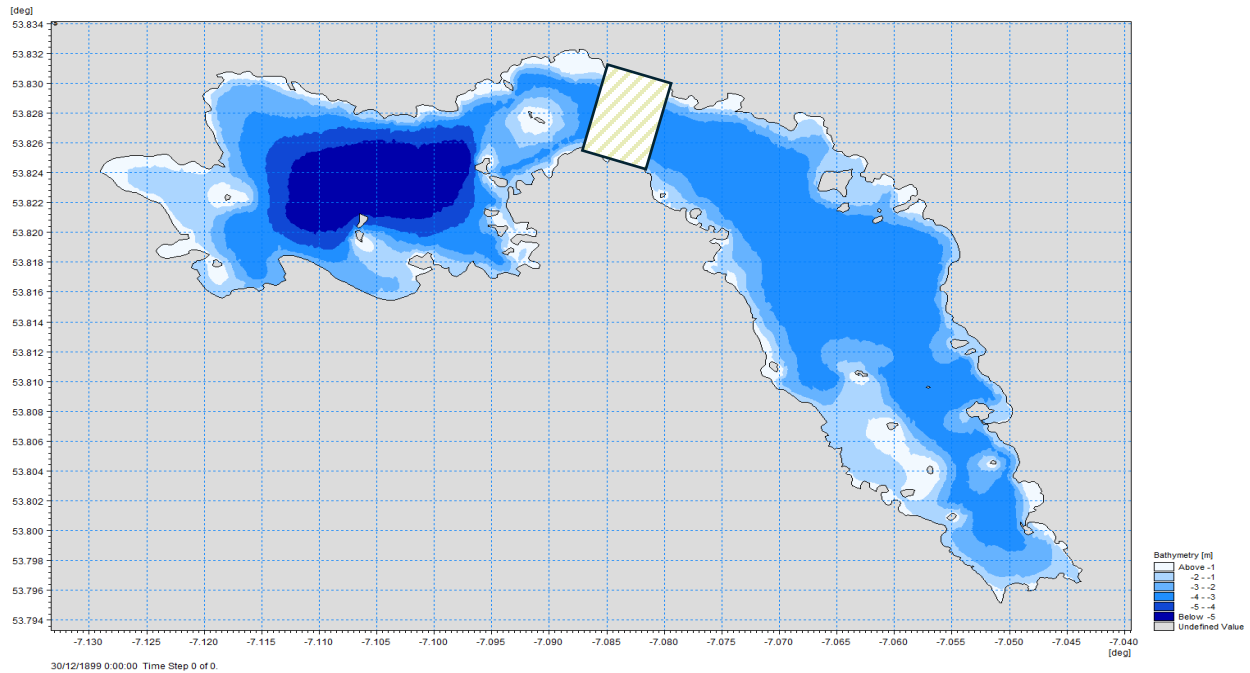 [deg]
53.834
53.832
53.830
53.828
53.826
53.824
53.822
53.820
53.818
53.816
53.814
53.812
53.810
53.808
53.806
53.804
53.802
53.800
53.798
53.796
53.794
-7.130 -7.125 -7.120 -7.115 -7.110 -7.105 -7.100 -7.095 -7.090 -7.085 -7.080 -7.075 -7.070 -7.065 -7.060 -7.055 -7.050 -7.045 -7.040
[deg]
Bathymetry [m]
Above -1
-2 - -1
-3 - -2
-4 - -3
-5 - -4
Below -5
Undefined Value
30/12/1899 0:00:00 Time Step 0 of 0.